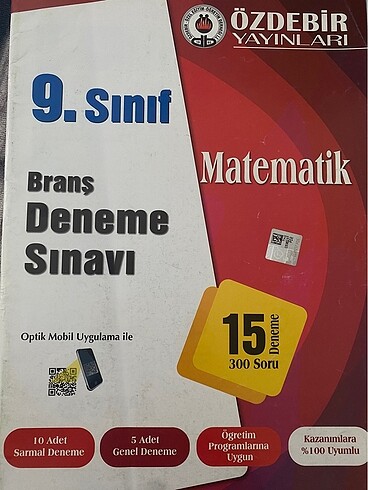 ÖZDEBİR
YAYINLARI
9. Sınıf
Matematik
Branş
Deneme
Sınavı
15
Deneme
300 Soru
Optik Mobil Uygulama ile
10 Adet
Sarmal Deneme
5 Adet
Genel Deneme
Öğretim
Programlarına
Uygun
Kazanımlara
%100 Uyumlu